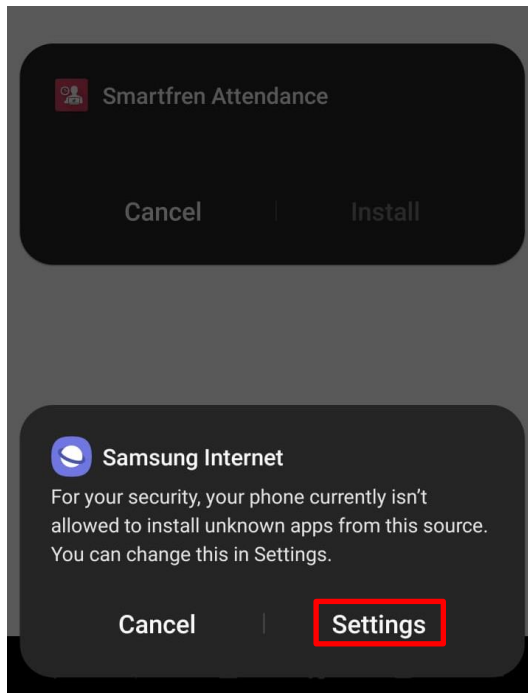 Smartfren Attendance
Cancel
Install
Samsung Internet
For your security, your phone currently isn’t
allowed to install unknown apps from this source.
You can change this in Settings.
Cancel
Settings